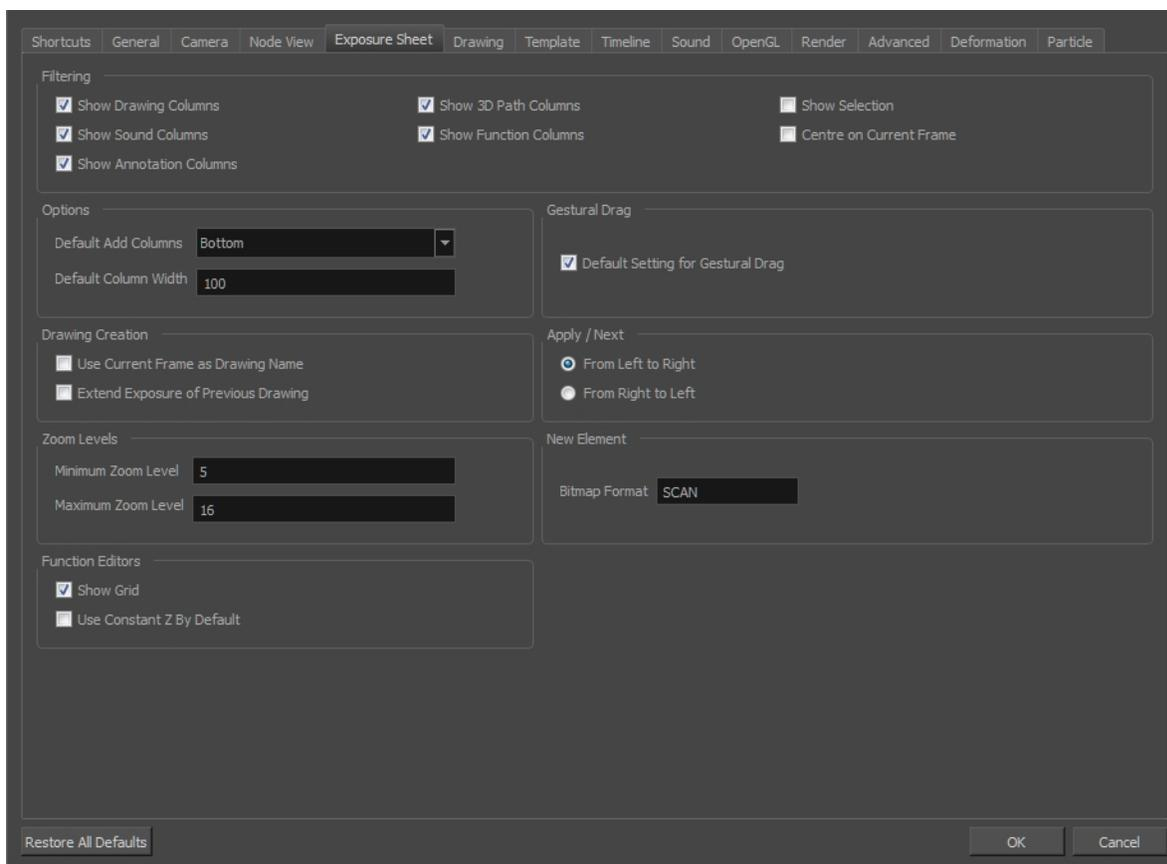 Shortcuts General Camera Node View Exposure Sheet Drawing Template Timeline Sound OpenGL Render Advanced Deformation Particle
Filtering
Show Drawing Columns Show 3D Path Columns Show Selection
Show Sound Columns Show Function Columns Centre on Current Frame
Show Annotation Columns
Options Gestural Drag
Default Add Columns Bottom
Default Setting for Gestural Drag
Default Column Width 100
Drawing Creation Apply / Next
Use Current Frame as Drawing Name From Left to Right
Extend Exposure of Previous Drawing From Right to Left
Zoom Levels New Element
Minimum Zoom Level 5
Bitmap Format SCAN
Maximum Zoom Level 16
Function Editors
Show Grid
Use Constant Z By Default
Restore All Defaults OK Cancel